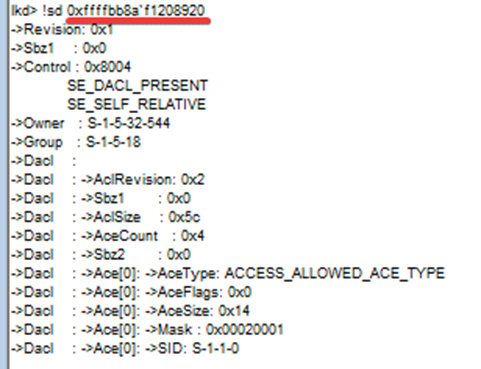 lkd> !sd 0xffffbb8a`f1208920
->Revision: 0x1
->Sbz1 : 0x0
->Control : 0x8004
SE_DACL_PRESENT
SE_SELF_RELATIVE
->Owner : S-1-5-32-544
->Group : S-1-5-18
->Dacl :
->Dacl : ->AclRevision: 0x2
->Dacl : ->Sbz1 : 0x0
->Dacl : ->AclSize : 0x5c
->Dacl : ->AceCount : 0x4
->Dacl : ->Sbz2 : 0x0
->Dacl : ->Ace[0]: ->AceType: ACCESS_ALLOWED_ACE_TYPE
->Dacl : ->Ace[0]: ->AceFlags: 0x0
->Dacl : ->Ace[0]: ->AceSize: 0x14
->Dacl : ->Ace[0]: ->Mask : 0x00020001
->Dacl : ->Ace[0]: ->SID: S-1-1-0